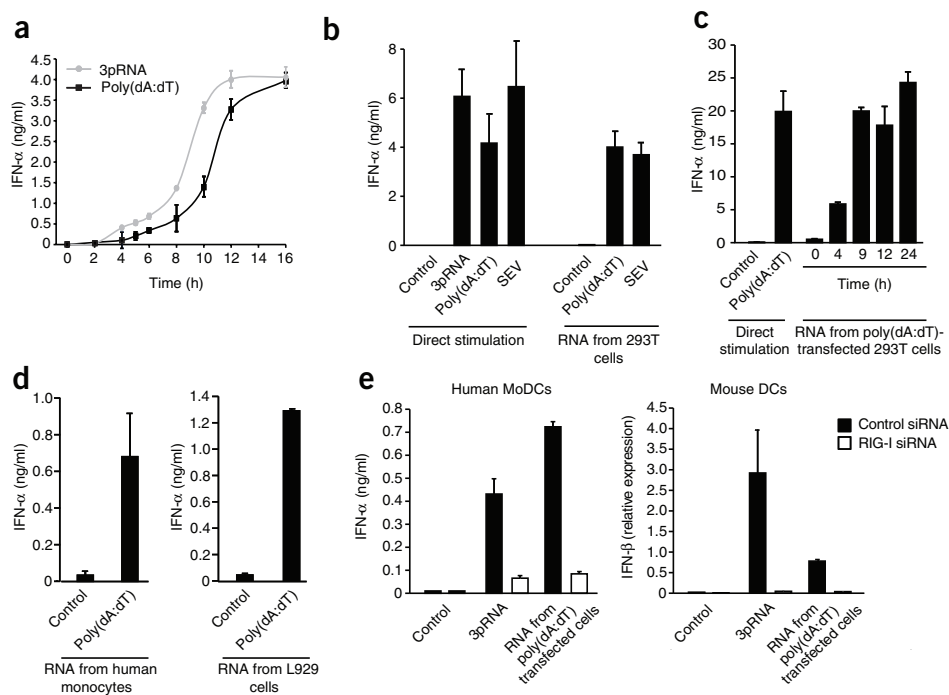 a
3pRNA
Poly(dA:dT)
IFN-α (ng/ml)
4.5
4.0
3.5
3.0
2.5
2.0
1.5
1.0
0.5
0
0 2 4 6 8 10 12 14 16
Time (h)
b
IFN-α (ng/ml)
8
6
4
2
0
Control
3pRNA
Poly(dA:dT)
SEV
Control
Poly(dA:dT)
SEV
Direct stimulation
RNA from 293T
cells
c
IFN-α (ng/ml)
30
25
20
15
10
5
0
Control
Poly(dA:dT)
0 4 9 12 24
Time (h)
Direct
stimulation
RNA from poly(dA:dT)-
transfected 293T cells
d
IFN-α (ng/ml)
1.0
0.8
0.6
0.4
0.2
0.0
Control
Poly(dA:dT)
RNA from human
monocytes
IFN-α (ng/ml)
1.4
1.2
1.0
0.8
0.6
0.4
0.2
0.0
Control
Poly(dA:dT)
RNA from L929
cells
e
Human MoDCs
IFN-α (ng/ml)
0.8
0.7
0.6
0.5
0.4
0.3
0.2
0.1
0
Control
3pRNA
RNA from
poly(dA:dT)
transfected cells
Mouse DCs
IFN-β (relative expression)
4.5
4.0
3.5
3.0
2.5
2.0
1.5
1.0
0.5
0
Control
3pRNA
RNA from
poly(dA:dT)
transfected cells
Control siRNA
RIG-I siRNA